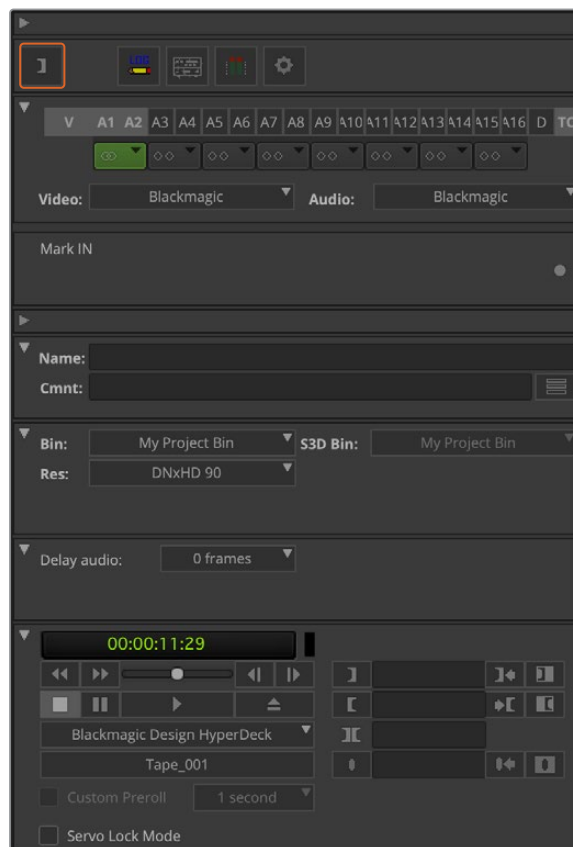 LOG
V A1 A2 A3 A4 A5 A6 A7 A8 A9 A10 A11 A12 A13 A14 A15 A16 D TC
Video: Blackmagic Audio: Blackmagic
Mark IN
Name:
Cmnt:
Bin: My Project Bin S3D Bin: My Project Bin
Res: DNxHD 90
Delay audio: 0 frames
00:00:11:29
Blackmagic Design HyperDeck
Tape_001
Custom Preroll 1 second
Servo Lock Mode